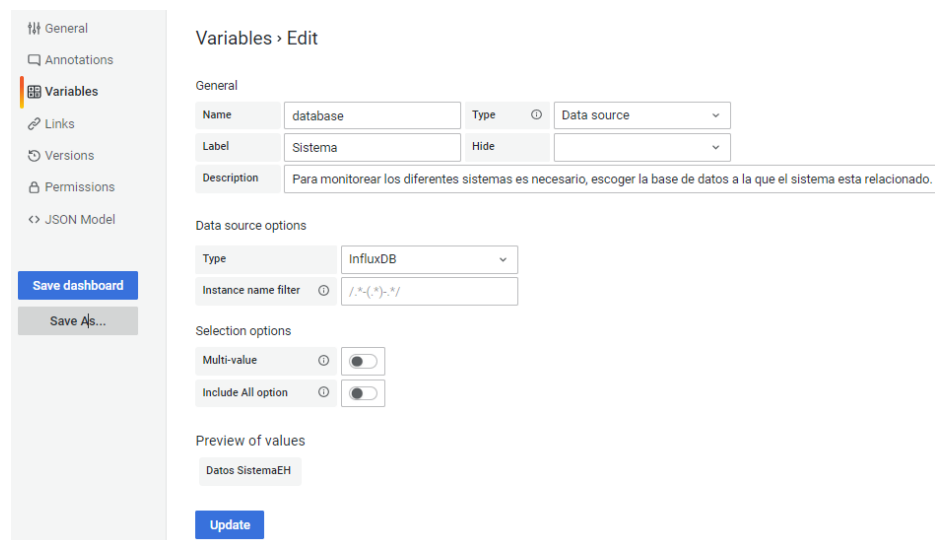 General
Annotations
Variables
Links
Versions
Permissions
JSON Model
Save dashboard
Save As...
Variables › Edit
General
Name database Type Data source
Label Sistema Hide
Description Para monitorear los diferentes sistemas es necesario, escoger la base de datos a la que el sistema esta relacionado.
Data source options
Type InfluxDB
Instance name filter /.*-(.*)-.*/
Selection options
Multi-value
Include All option
Preview of values
Datos SistemaEH
Update